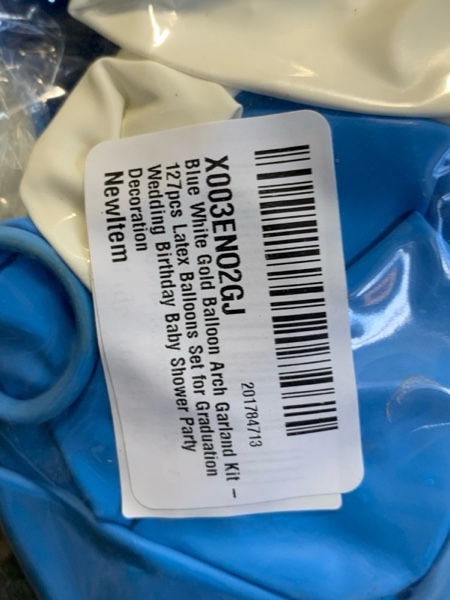 X003ENO2GJ
Blue White Gold Balloon Arch Garland Kit –
127pcs Latex Balloons Set for Graduation
Wedding Birthday Baby Shower Party
Decoration
NewItem
201784713